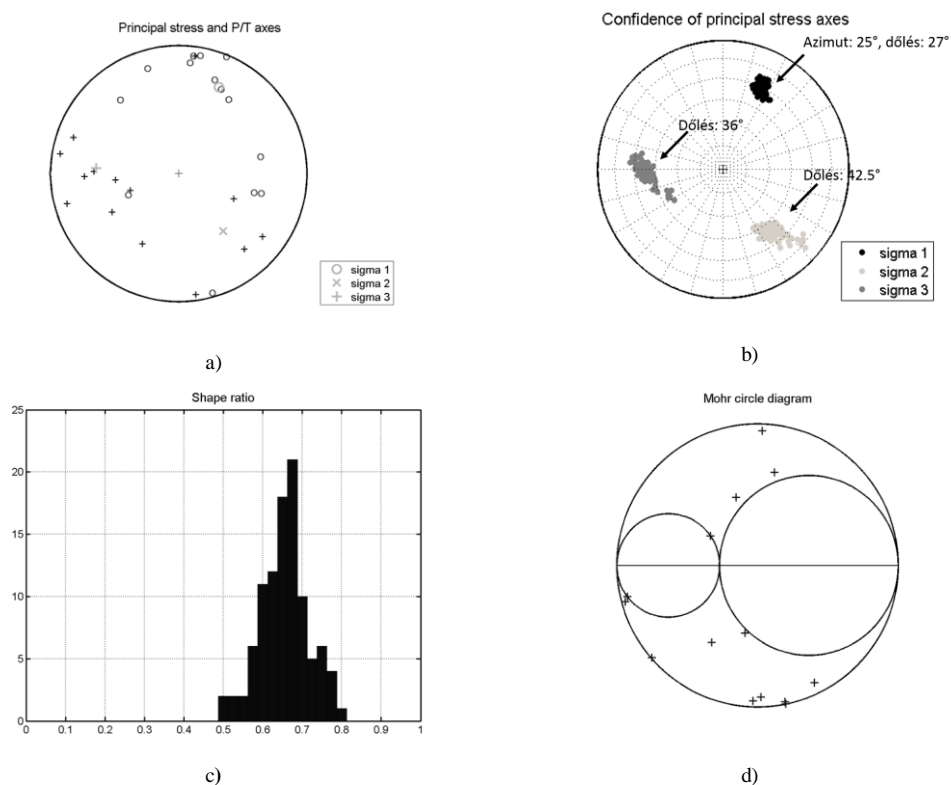 Principal stress and P/T axes
sigma 1
sigma 2
sigma 3
a)
Confidence of principal stress axes
Azimut: 25°, dőlés: 27°
Dőlés: 36°
Dőlés: 42.5°
sigma 1
sigma 2
sigma 3
b)
Shape ratio
25
20
15
10
5
0
0 0.1 0.2 0.3 0.4 0.5 0.6 0.7 0.8 0.9 1
c)
Mohr circle diagram
d)